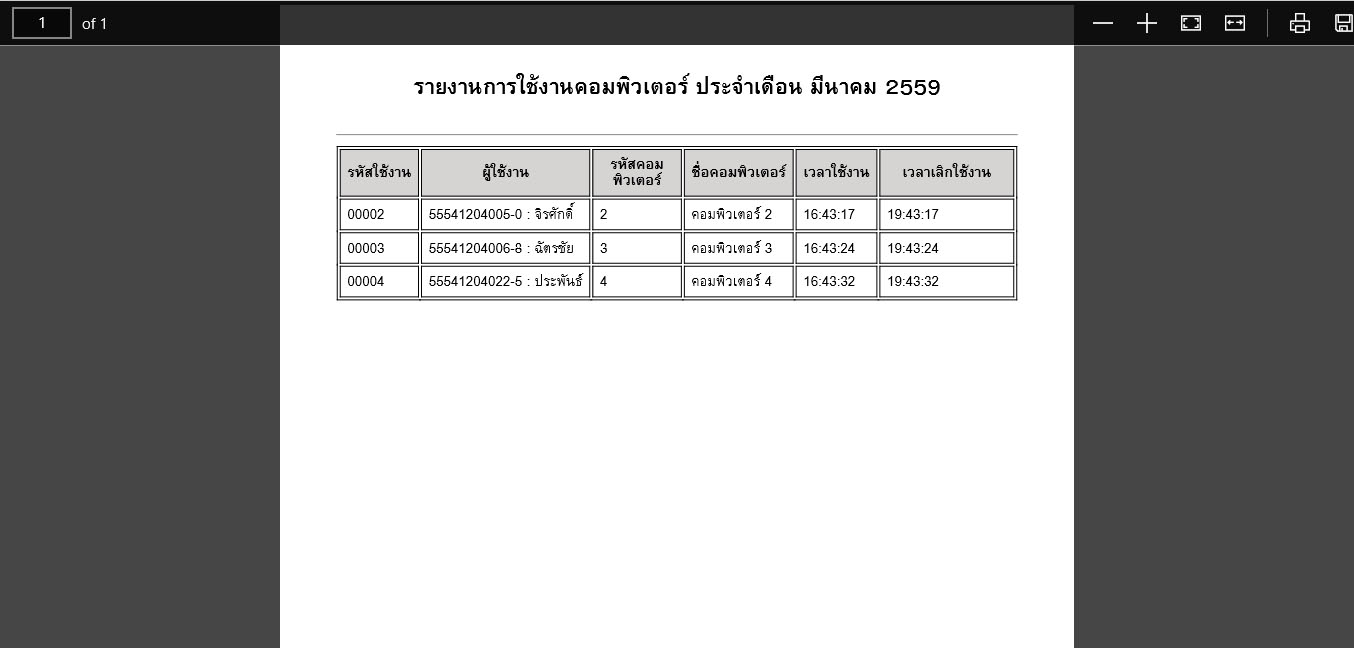 1 of 1
รายงานการใช้งานคอมพิวเตอร์ ประจำเดือน มีนาคม 2559
รหัสใช้งาน ผู้ใช้งาน รหัสคอม ชื่อคอมพิวเตอร์ เวลาใช้งาน เวลาเลิกใช้งาน
พิวเตอร์
00002 55541204005-0 : จิรศักดิ์ 2 คอมพิวเตอร์ 2 16:43:17 19:43:17
00003 55541204006-8 : ฉัตรชัย 3 คอมพิวเตอร์ 3 16:43:24 19:43:24
00004 55541204022-5 : ประพันธ์ 4 คอมพิวเตอร์ 4 16:43:32 19:43:32